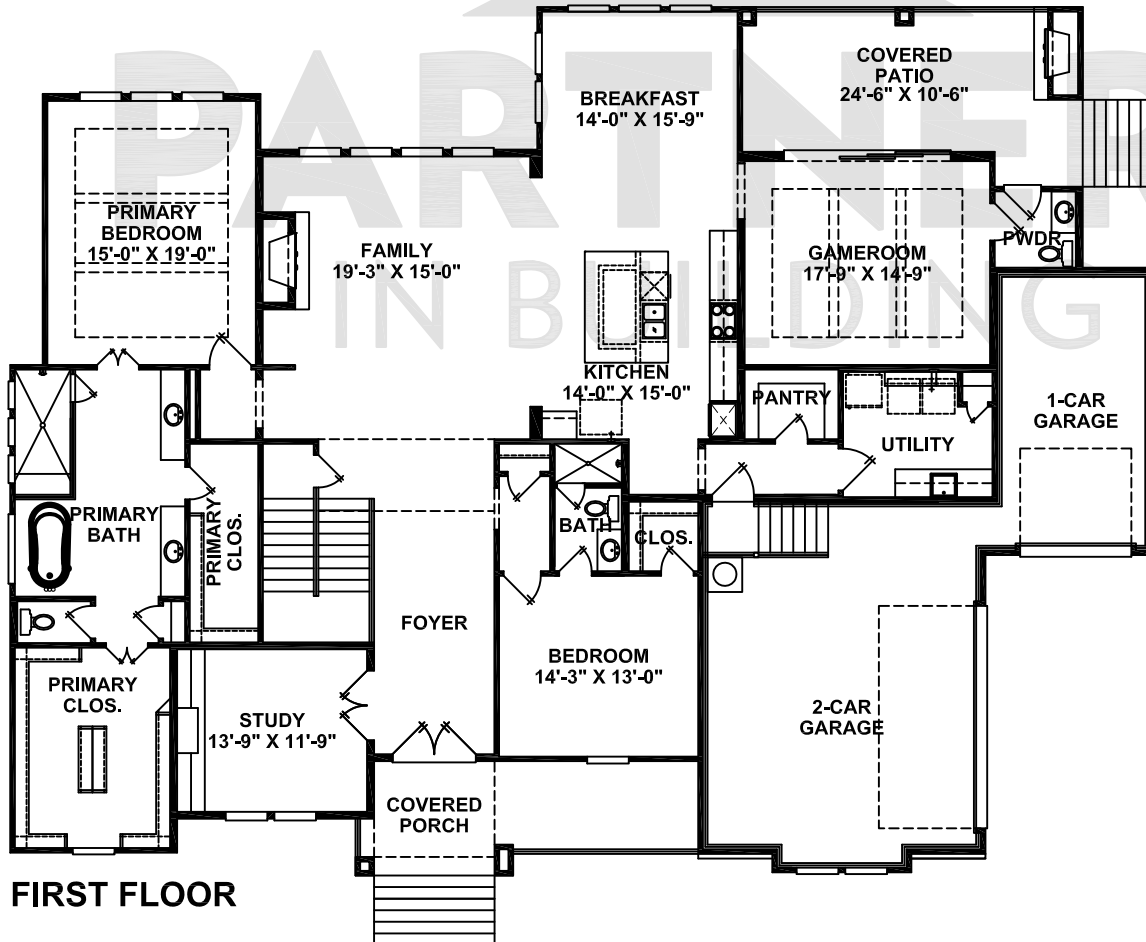 PARTNER
IN BUILDING
COVERED
PATIO
24'-6" X 10'-6"
BREAKFAST
14'-0" X 15'-9"
PRIMARY
BEDROOM
15'-0" X 19'-0"
FAMILY
19'-3" X 15'-0"
GAMEROOM
17'-9" X 14'-9"
PWDR
KITCHEN
14'-0" X 15'-0"
PANTRY
1-CAR
GARAGE
UTILITY
PRIMARY
BATH
PRIMARY
CLOS.
BATH
CLOS.
FOYER
BEDROOM
14'-3" X 13'-0"
PRIMARY
CLOS.
STUDY
13'-9" X 11'-9"
2-CAR
GARAGE
COVERED
PORCH
FIRST FLOOR